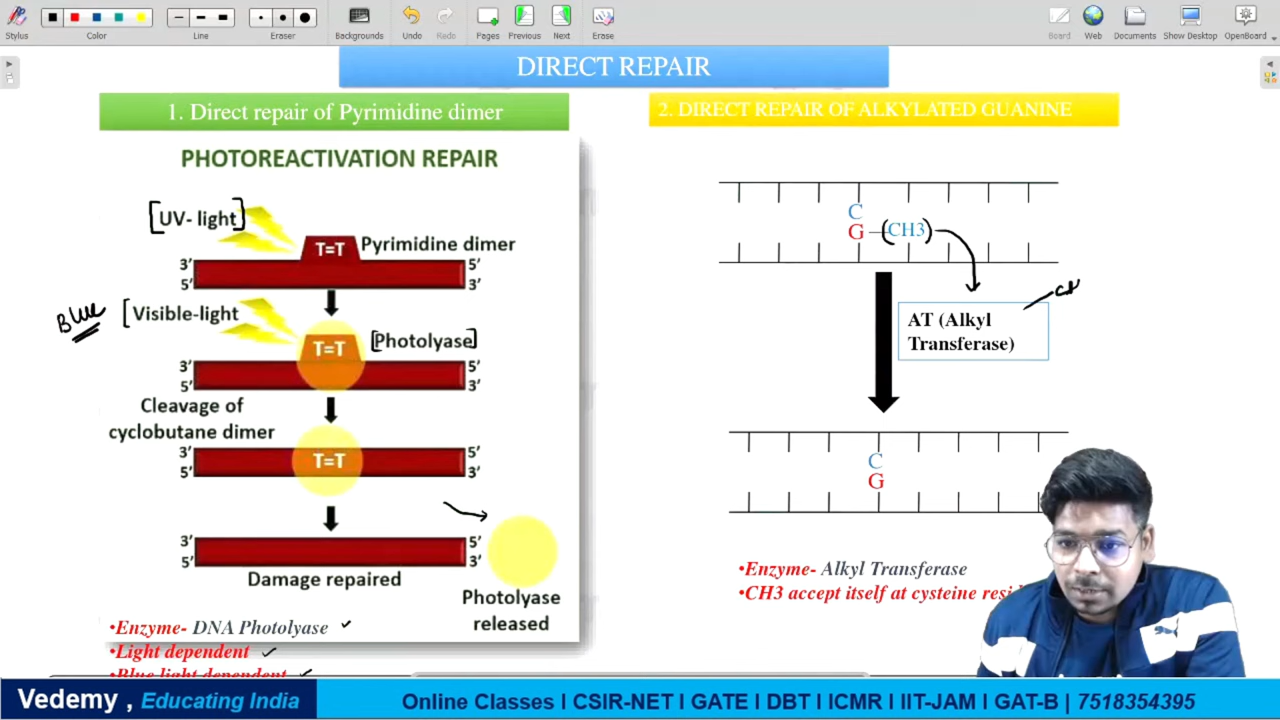 Stylus
Color
Line
Eraser
Backgrounds
Undo
Redo
Pages
Previous
Next
Erase
Board
Web
Documents
Show Desktop
OpenBoard
DIRECT REPAIR
1. Direct repair of Pyrimidine dimer
PHOTOREACTIVATION REPAIR
[UV- light]
T=T
Pyrimidine dimer
3’
5’
5’
3’
Blue
[Visible-light
T=T
[Photolyase]
3’
5’
5’
3’
Cleavage of
cyclobutane dimer
3’
5’
T=T
5’
3’
3’
5’
5’
3’
Damage repaired
Photolyase
released
•Enzyme- DNA Photolyase
•Light dependent
•Blue light dependent
2. DIRECT REPAIR OF ALKYLATED GUANINE
C
G –(CH3)
AT (Alkyl
Transferase)
C
G
•Enzyme- Alkyl Transferase
•CH3 accept itself at cysteine
Vedemy , Educating India
Online Classes I CSIR-NET I GATE I DBT I ICMR I IIT-JAM I GAT-B | 7518354395